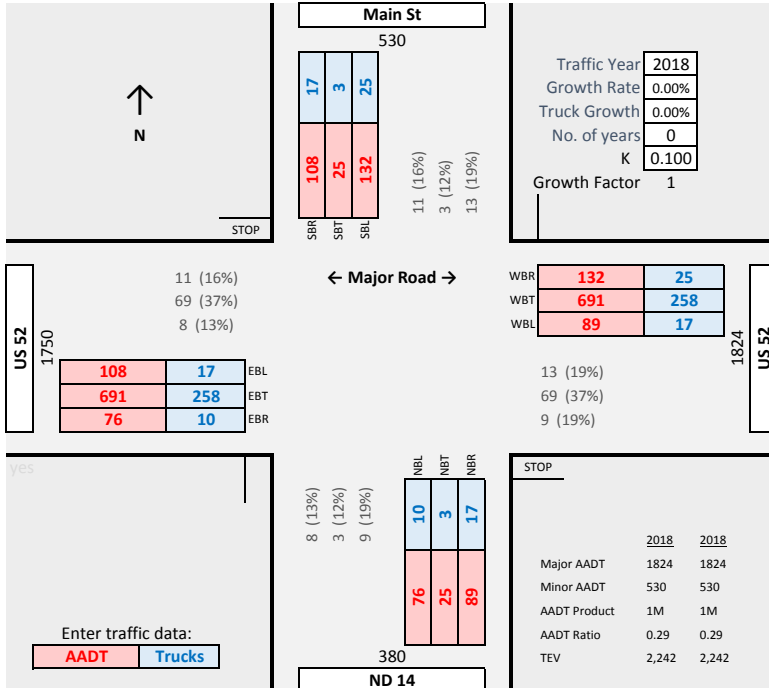 Main St
530
17 3 25
108 25 132
SBR SBT SBL
11 (16%)
3 (12%)
13 (19%)
N
STOP
Traffic Year 2018
Growth Rate 0.00%
Truck Growth 0.00%
No. of years 0
K 0.100
Growth Factor 1
US 52
1750
11 (16%)
69 (37%)
8 (13%)
108 17 EBL
691 258 EBT
76 10 EBR
← Major Road →
WBR 132 25
WBT 691 258
WBL 89 17
13 (19%)
69 (37%)
9 (19%)
1824
US 52
yes
8 (13%)
3 (12%)
9 (19%)
NBL NBT NBR
10 3 17
76 25 89
380
ND 14
Enter traffic data:
AADT Trucks
STOP
2018 2018
Major AADT 1824 1824
Minor AADT 530 530
AADT Product 1M 1M
AADT Ratio 0.29 0.29
TEV 2,242 2,242